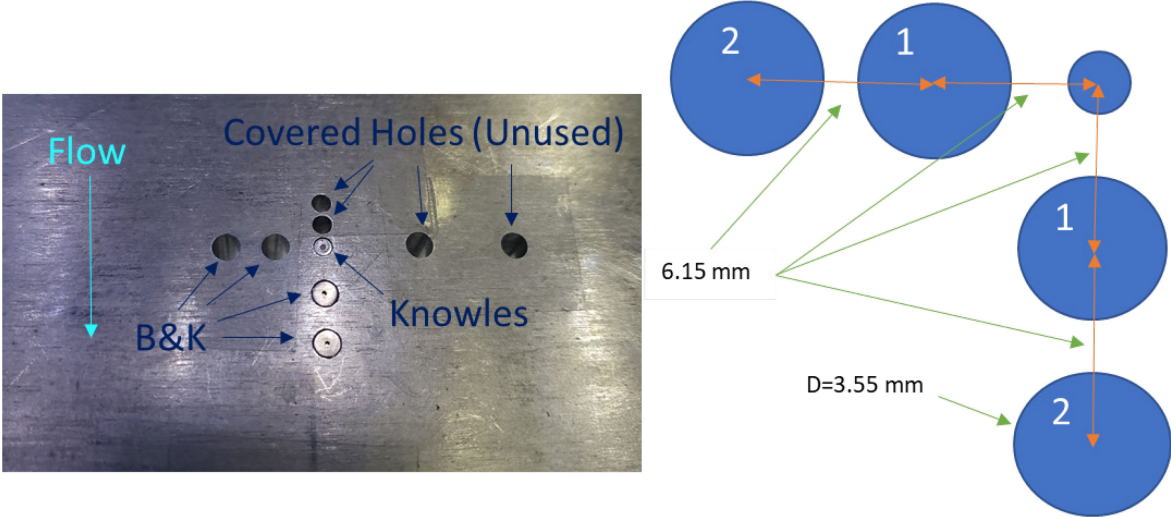 Covered Holes (Unused)
Flow
Knowles
B&K
2
1
1
6.15 mm
D=3.55 mm
2